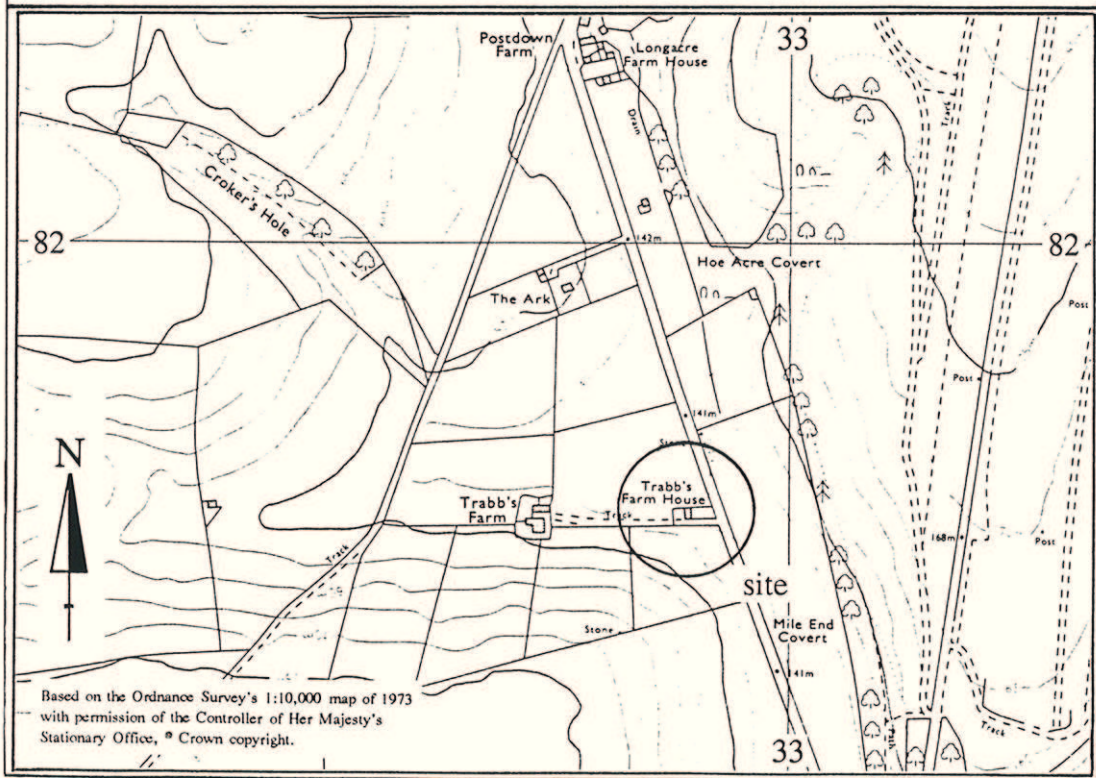 Postdown
Farm
Longacre
Farm House
33
Track
Drain
Croker's Hole
82
142m
82
Hoe Acre Covert
The Ark
Post
Post
141m
Stone
N
Trabb's
Farm House
Trabb's
Farm
Track
Track
168m
Post
site
Stone
Mile End
Covert
141m
Based on the Ordnance Survey's 1:10,000 map of 1973
with permission of the Controller of Her Majesty's
Stationary Office, © Crown copyright.
33
Path
Track